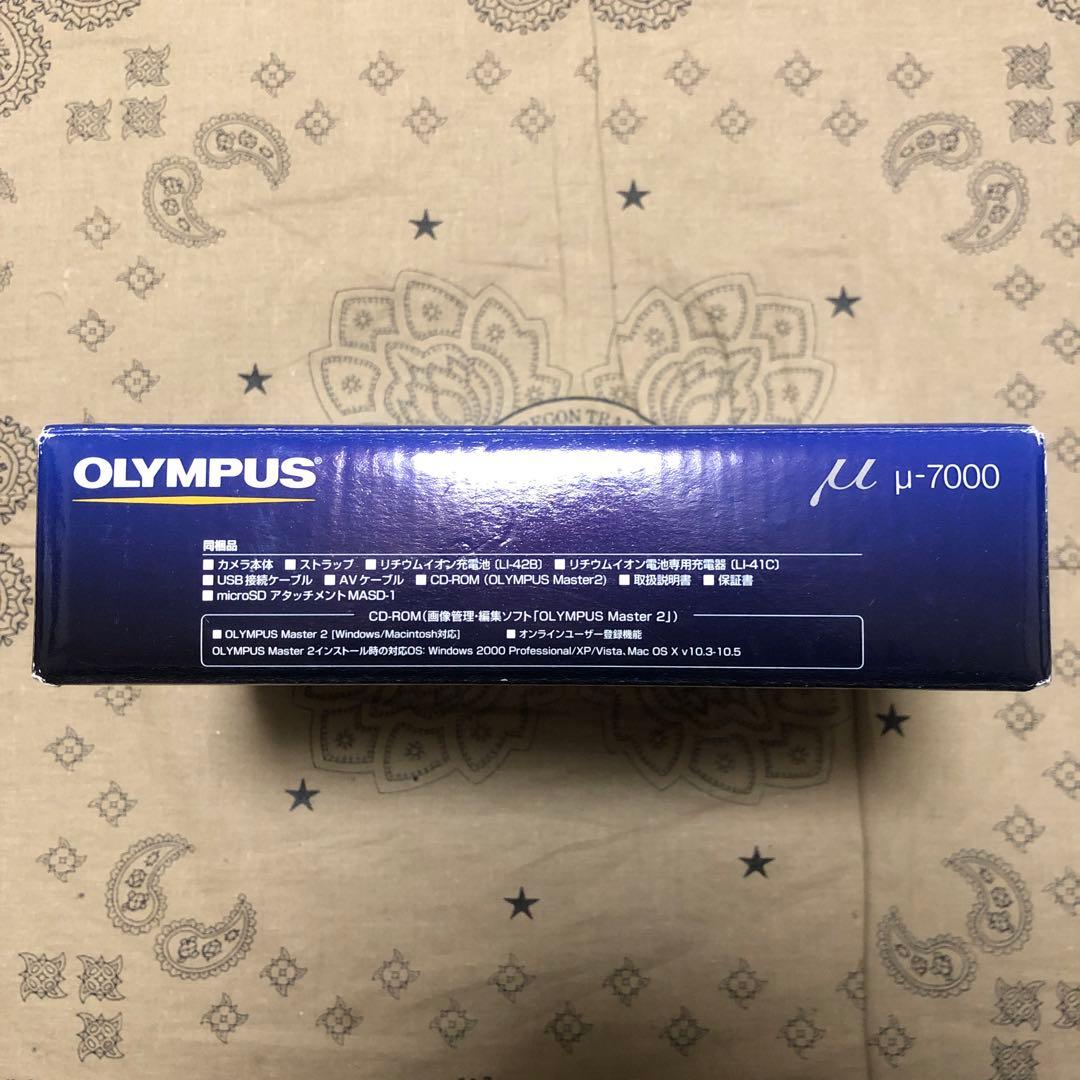 OREGON TRAIL
OLYMPUS®
μ μ-7000
同梱品
■ カメラ本体 ■ ストラップ ■ リチウムイオン充電池〔LI-42B〕 ■ リチウムイオン電池専用充電器〔LI-41C〕
■ USB接続ケーブル ■ AVケーブル ■ CD-ROM（OLYMPUS Master2） ■ 取扱説明書 ■ 保証書
■ microSD アタッチメントMASD-1
CD-ROM（画像管理・編集ソフト「OLYMPUS Master 2」）
■ OLYMPUS Master 2 [Windows/Macintosh対応] ■ オンラインユーザー登録機能
OLYMPUS Master 2インストール時の対応OS: Windows 2000 Professional/XP/Vista、Mac OS X v10.3-10.5